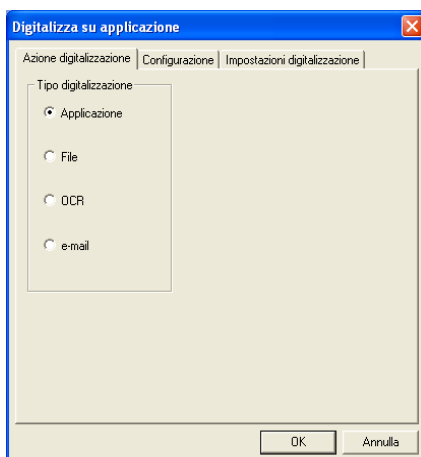 Digitalizza su applicazione
Azione digitalizzazione Configurazione Impostazioni digitalizzazione
Tipo digitalizzazione
Applicazione
File
OCR
e-mail
OK Annulla